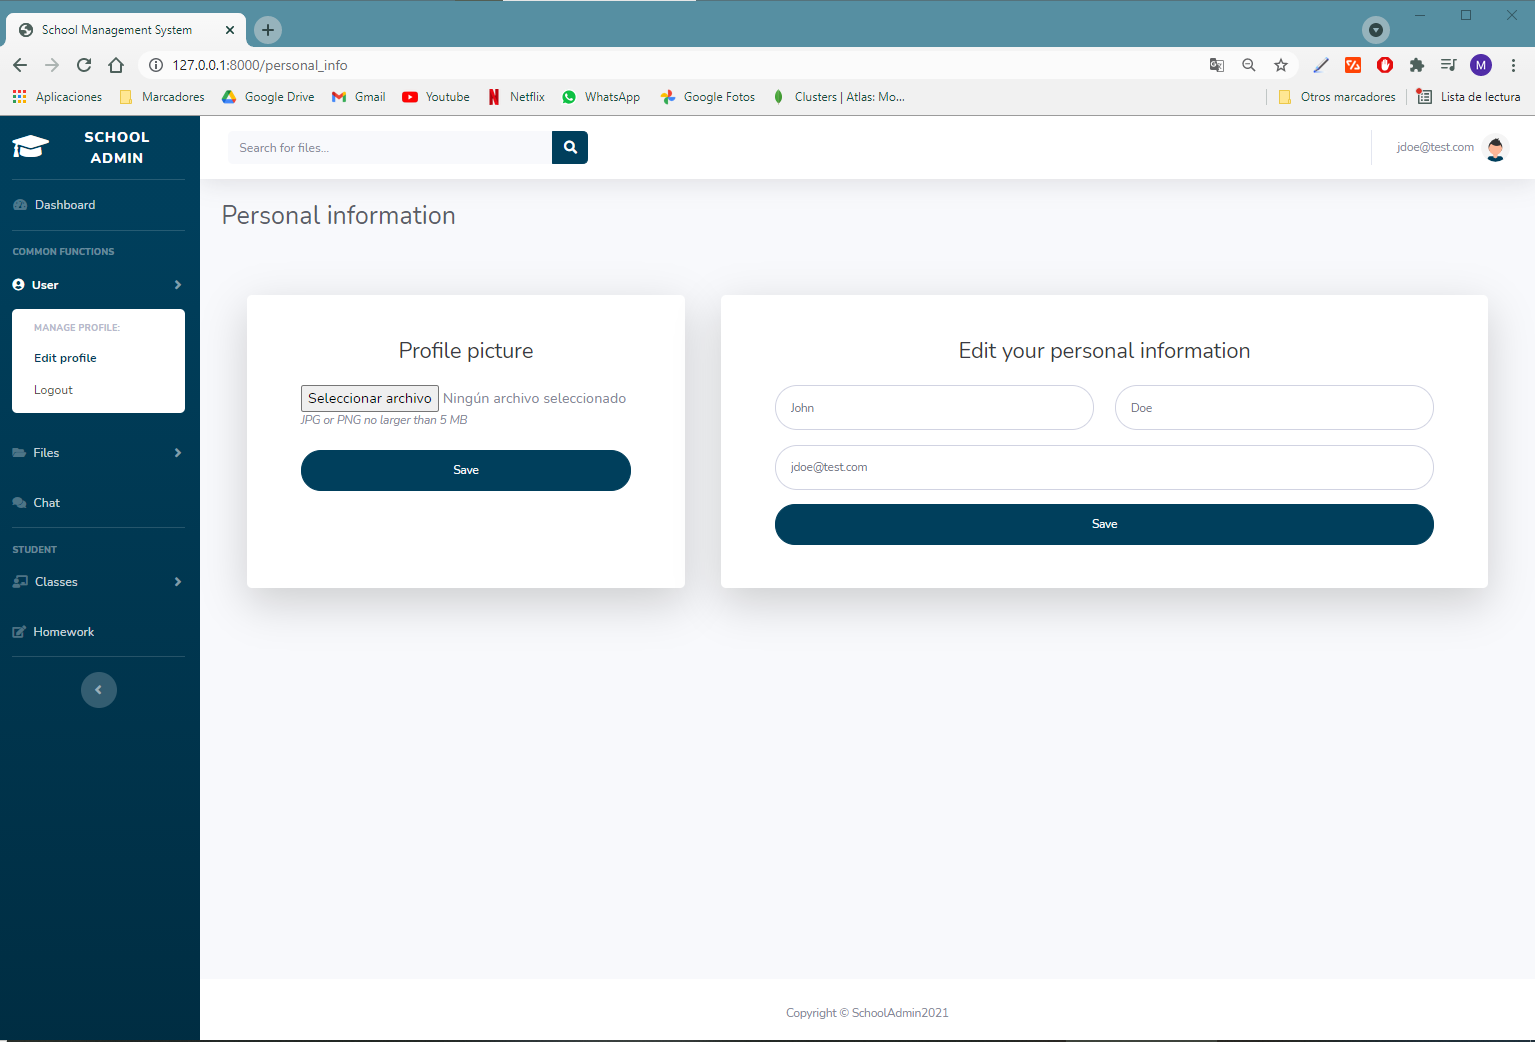 School Management System
127.0.0.1:8000/personal_info
Aplicaciones
Marcadores
Google Drive
Gmail
Youtube
Netflix
WhatsApp
Google Fotos
Clusters | Atlas: Mo...
Otros marcadores
Lista de lectura
M
SCHOOL
ADMIN
Dashboard
COMMON FUNCTIONS
User
MANAGE PROFILE:
Edit profile
Logout
Files
Chat
STUDENT
Classes
Homework
Search for files...
jdoe@test.com
Personal information
Profile picture
Seleccionar archivo Ningún archivo seleccionado
JPG or PNG no larger than 5 MB
Save
Edit your personal information
John
Doe
jdoe@test.com
Save
Copyright © SchoolAdmin2021